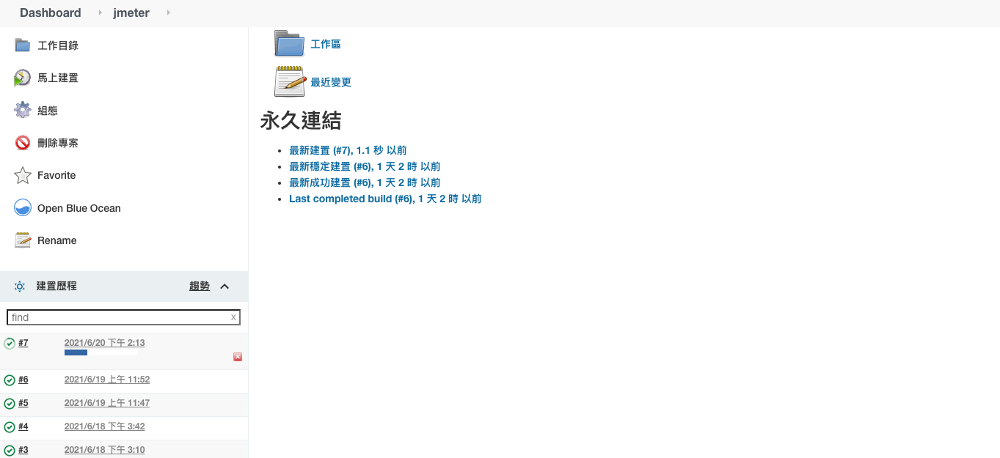 Dashboard jmeter
工作目錄
馬上建置
組態
刪除專案
Favorite
Open Blue Ocean
Rename
建置歷程 趨勢
find x
#7 2021/6/20 下午 2:13
#6 2021/6/19 上午 11:52
#5 2021/6/19 上午 11:47
#4 2021/6/18 下午 3:42
#3 2021/6/18 下午 3:10
工作區
最近變更
永久連結
最新建置 (#7), 1.1 秒 以前
最新穩定建置 (#6), 1 天 2 時 以前
最新成功建置 (#6), 1 天 2 時 以前
Last completed build (#6), 1 天 2 時 以前